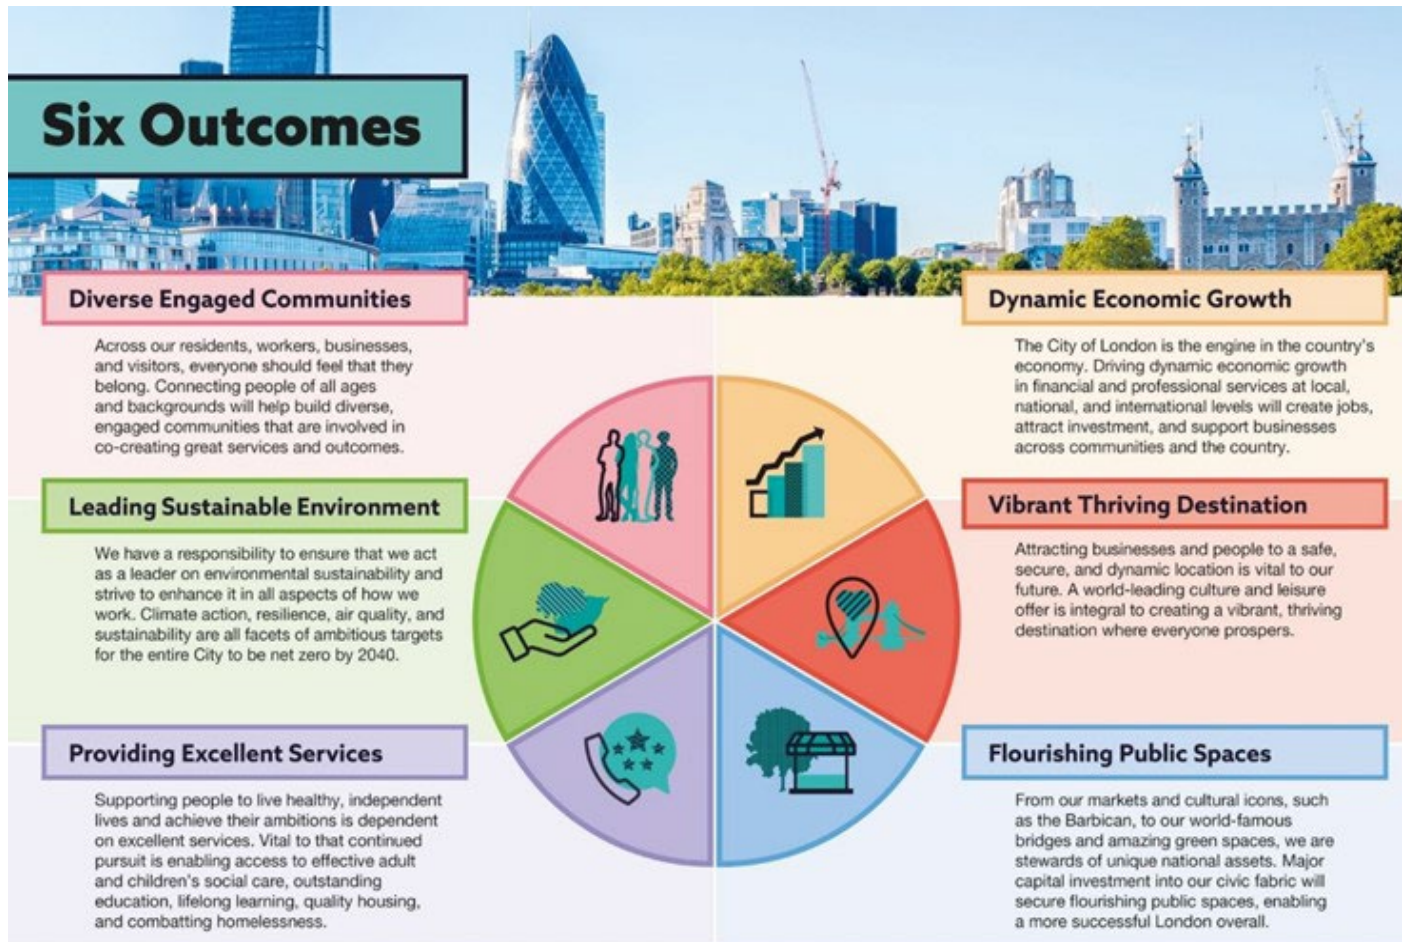 Six Outcomes
Diverse Engaged Communities
Across our residents, workers, businesses,
and visitors, everyone should feel that they
belong. Connecting people of all ages
and backgrounds will help build diverse,
engaged communities that are involved in
co-creating great services and outcomes.
Dynamic Economic Growth
The City of London is the engine in the country's
economy. Driving dynamic economic growth
in financial and professional services at local,
national, and international levels will create jobs,
attract investment, and support businesses
across communities and the country.
Leading Sustainable Environment
We have a responsibility to ensure that we act
as a leader on environmental sustainability and
strive to enhance it in all aspects of how we
work. Climate action, resilience, air quality, and
sustainability are all facets of ambitious targets
for the entire City to be net zero by 2040.
Vibrant Thriving Destination
Attracting businesses and people to a safe,
secure, and dynamic location is vital to our
future. A world-leading culture and leisure
offer is integral to creating a vibrant, thriving
destination where everyone prospers.
Providing Excellent Services
Supporting people to live healthy, independent
lives and achieve their ambitions is dependent
on excellent services. Vital to that continued
pursuit is enabling access to effective adult
and children's social care, outstanding
education, lifelong learning, quality housing,
and combatting homelessness.
Flourishing Public Spaces
From our markets and cultural icons, such
as the Barbican, to our world-famous
bridges and amazing green spaces, we are
stewards of unique national assets. Major
capital investment into our civic fabric will
secure flourishing public spaces, enabling
a more successful London overall.